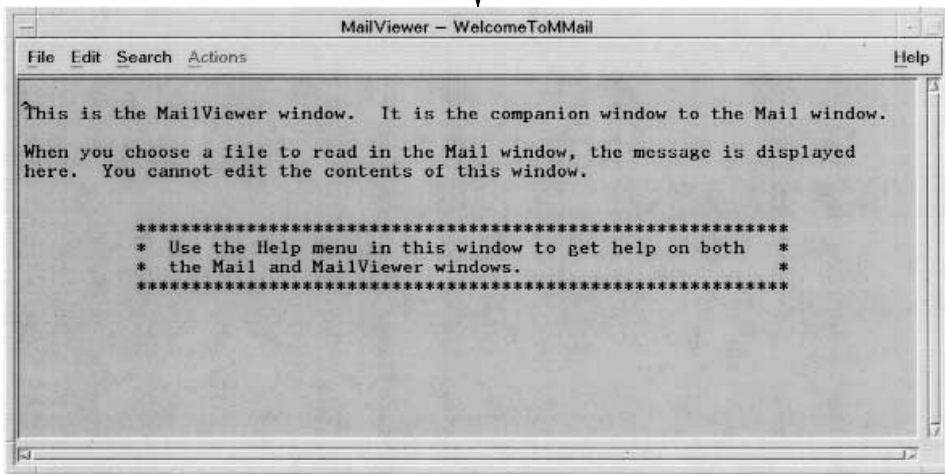 MailViewer – WelcomeToMMail
File Edit Search Actions Help
This is the MailViewer window. It is the companion window to the Mail window.
When you choose a file to read in the Mail window, the message is displayed
here. You cannot edit the contents of this window.
************************************************************
* Use the Help menu in this window to get help on both *
* the Mail and MailViewer windows. *
************************************************************